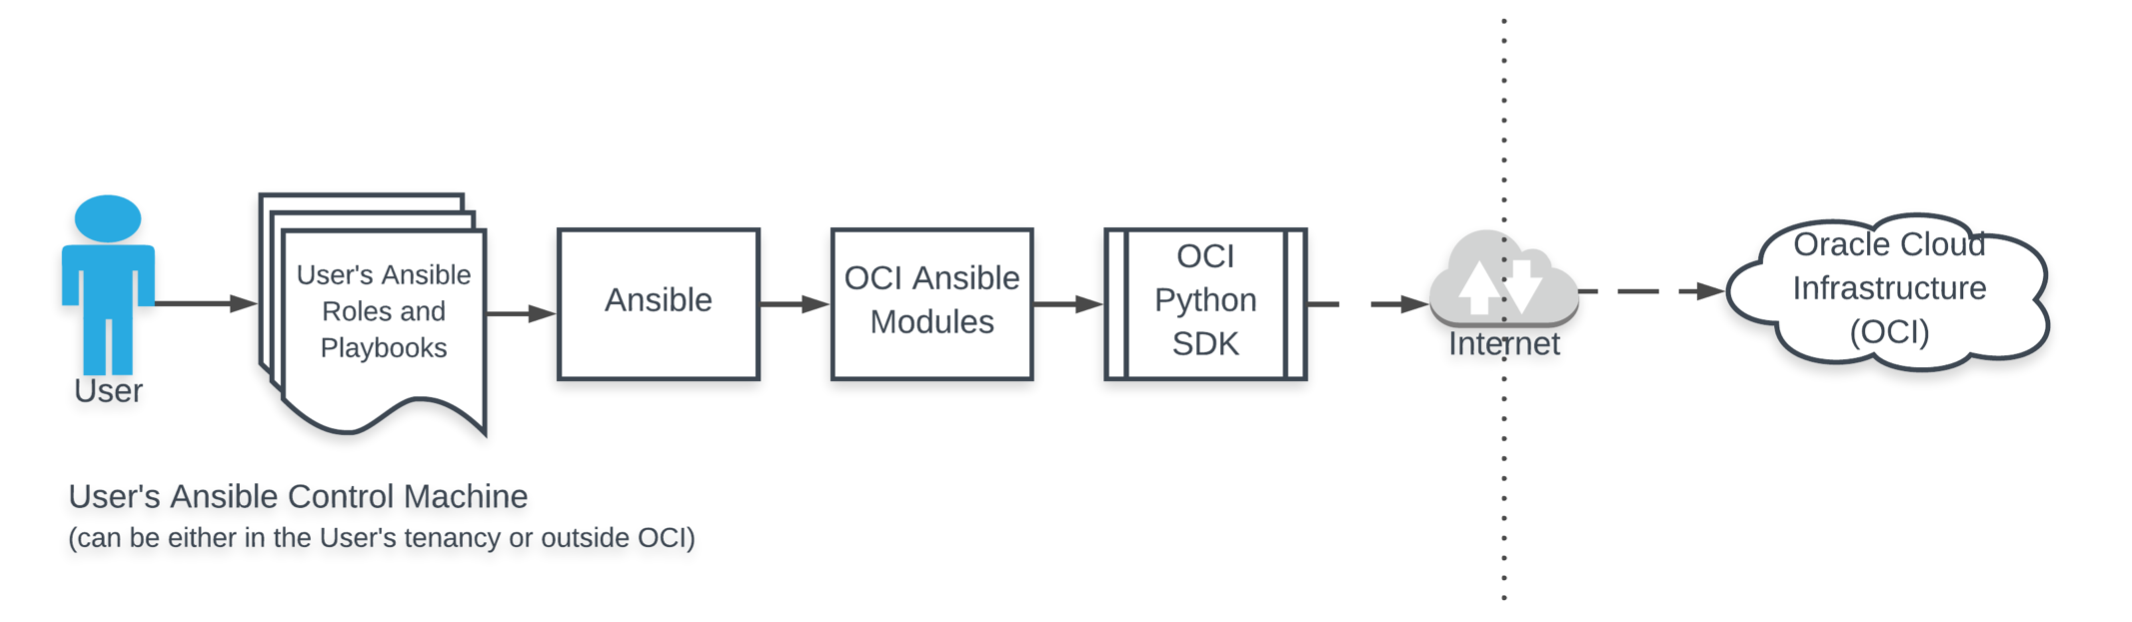 User
User's Ansible
Roles and
Playbooks
Ansible
OCI Ansible
Modules
OCI
Python
SDK
Internet
Oracle Cloud
Infrastructure
(OCI)
User's Ansible Control Machine
(can be either in the User's tenancy or outside OCI)